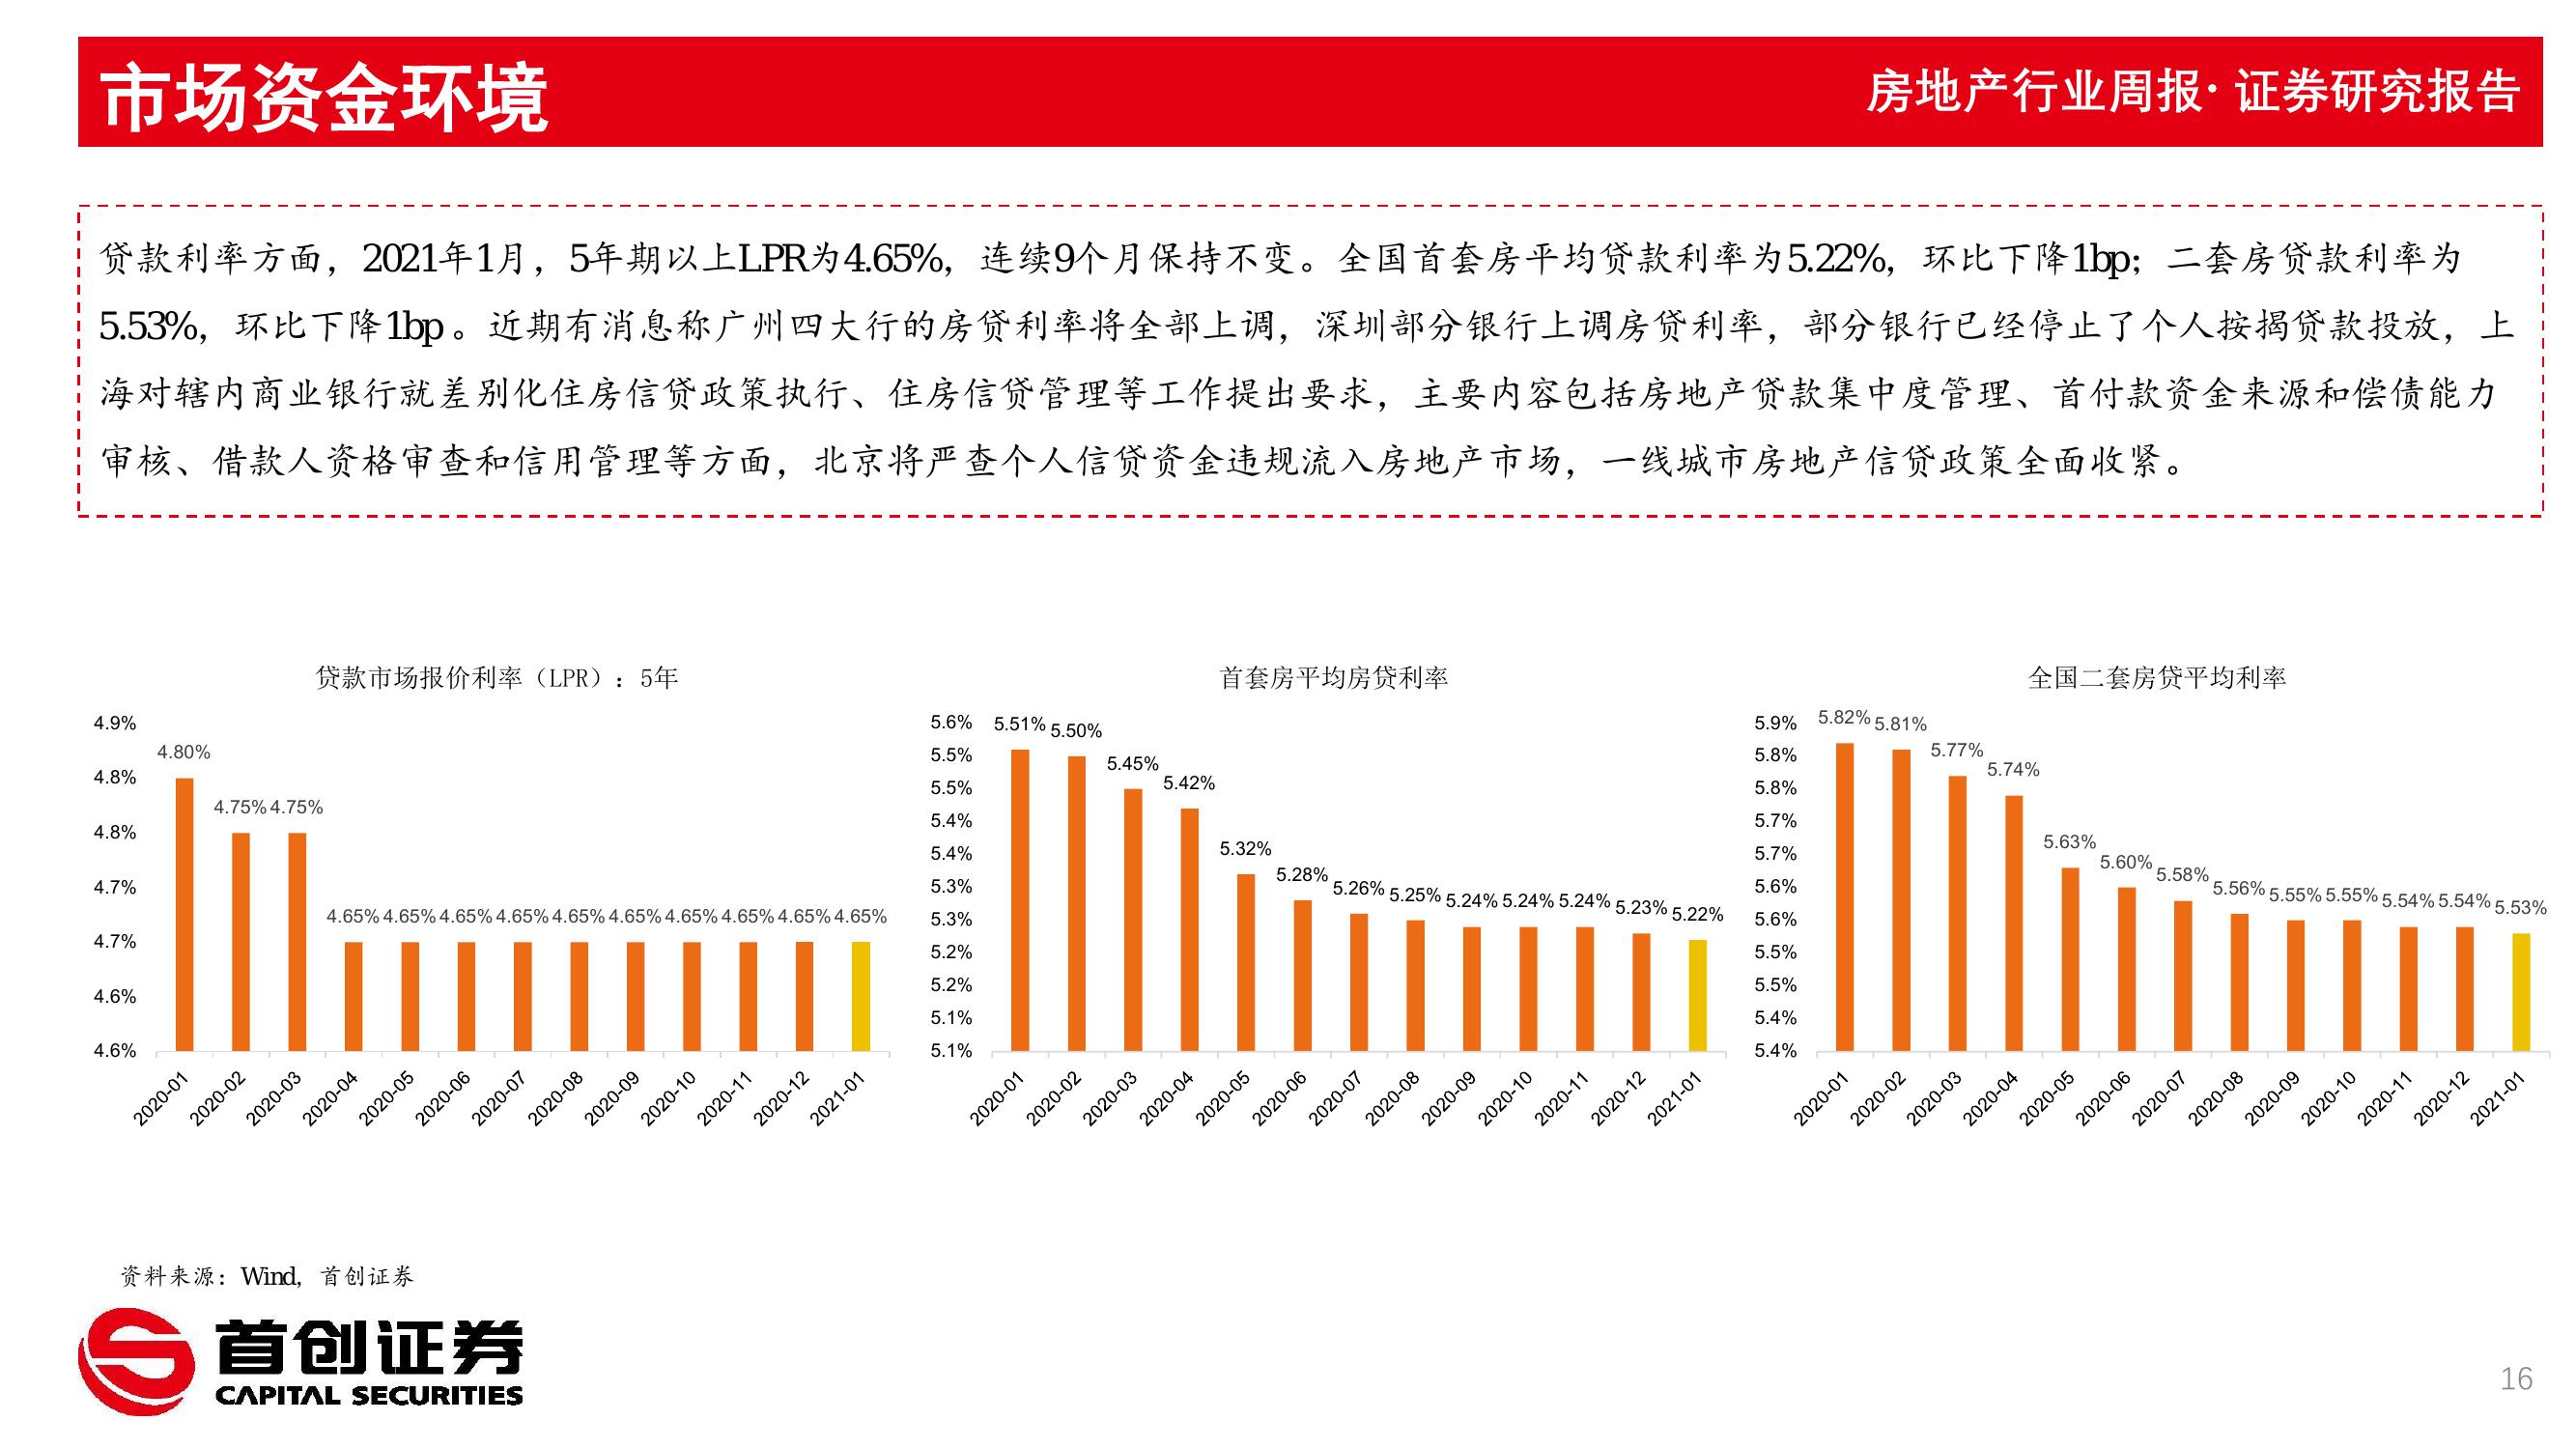 市场资金环境
房地产行业周报· 证券研究报告
贷款利率方面，2021年1月，5年期以上LPR为4.65%，连续9个月保持不变。全国首套房平均贷款利率为5.22%，环比下降1bp；二套房贷款利率为
5.53%，环比下降1bp。近期有消息称广州四大行的房贷利率将全部上调，深圳部分银行上调房贷利率，部分银行已经停止了个人按揭贷款投放，上
海对辖内商业银行就差别化住房信贷政策执行、住房信贷管理等工作提出要求，主要内容包括房地产贷款集中度管理、首付款资金来源和偿债能力
审核、借款人资格审查和信用管理等方面，北京将严查个人信贷资金违规流入房地产市场，一线城市房地产信贷政策全面收紧。
贷款市场报价利率（LPR）：5年
4.9%
4.8%
4.8%
4.7%
4.7%
4.6%
4.6%
4.80%
4.75% 4.75%
4.65% 4.65% 4.65% 4.65% 4.65% 4.65% 4.65% 4.65% 4.65% 4.65%
2020-01 2020-02 2020-03 2020-04 2020-05 2020-06 2020-07 2020-08 2020-09 2020-10 2020-11 2020-12 2021-01
首套房平均房贷利率
5.6%
5.5%
5.5%
5.4%
5.4%
5.3%
5.3%
5.2%
5.2%
5.1%
5.1%
5.51% 5.50% 5.45% 5.42% 5.32% 5.28% 5.26% 5.25% 5.24% 5.24% 5.24% 5.23% 5.22%
2020-01 2020-02 2020-03 2020-04 2020-05 2020-06 2020-07 2020-08 2020-09 2020-10 2020-11 2020-12 2021-01
全国二套房贷平均利率
5.9%
5.8%
5.8%
5.7%
5.7%
5.6%
5.6%
5.5%
5.5%
5.4%
5.4%
5.82% 5.81% 5.77% 5.74% 5.63% 5.60% 5.58% 5.56% 5.55% 5.55% 5.54% 5.54% 5.53%
2020-01 2020-02 2020-03 2020-04 2020-05 2020-06 2020-07 2020-08 2020-09 2020-10 2020-11 2020-12 2021-01
资料来源：Wind，首创证券
首创证券
CAPITAL SECURITIES
16